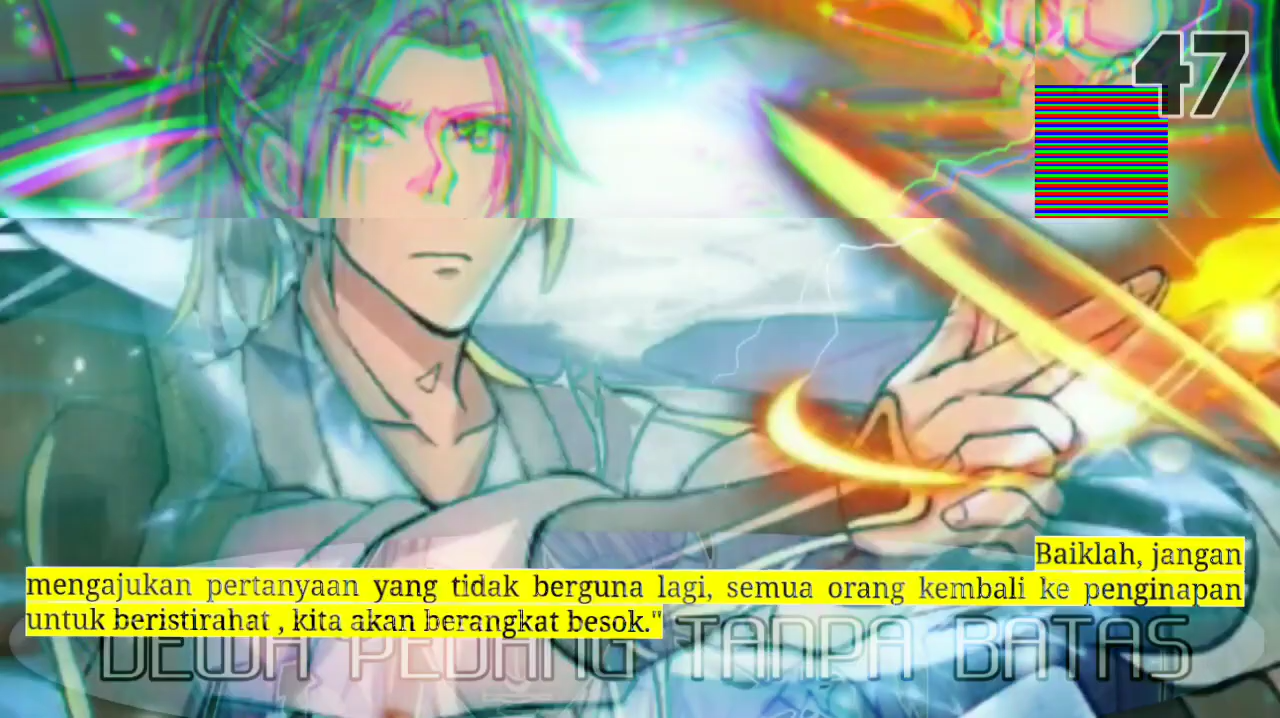 47
Baiklah, jangan
mengajukan pertanyaan yang tidak berguna lagi, semua orang kembali ke penginapan
untuk beristirahat , kita akan berangkat besok."
DEWA PEDANG TANPA BATAS